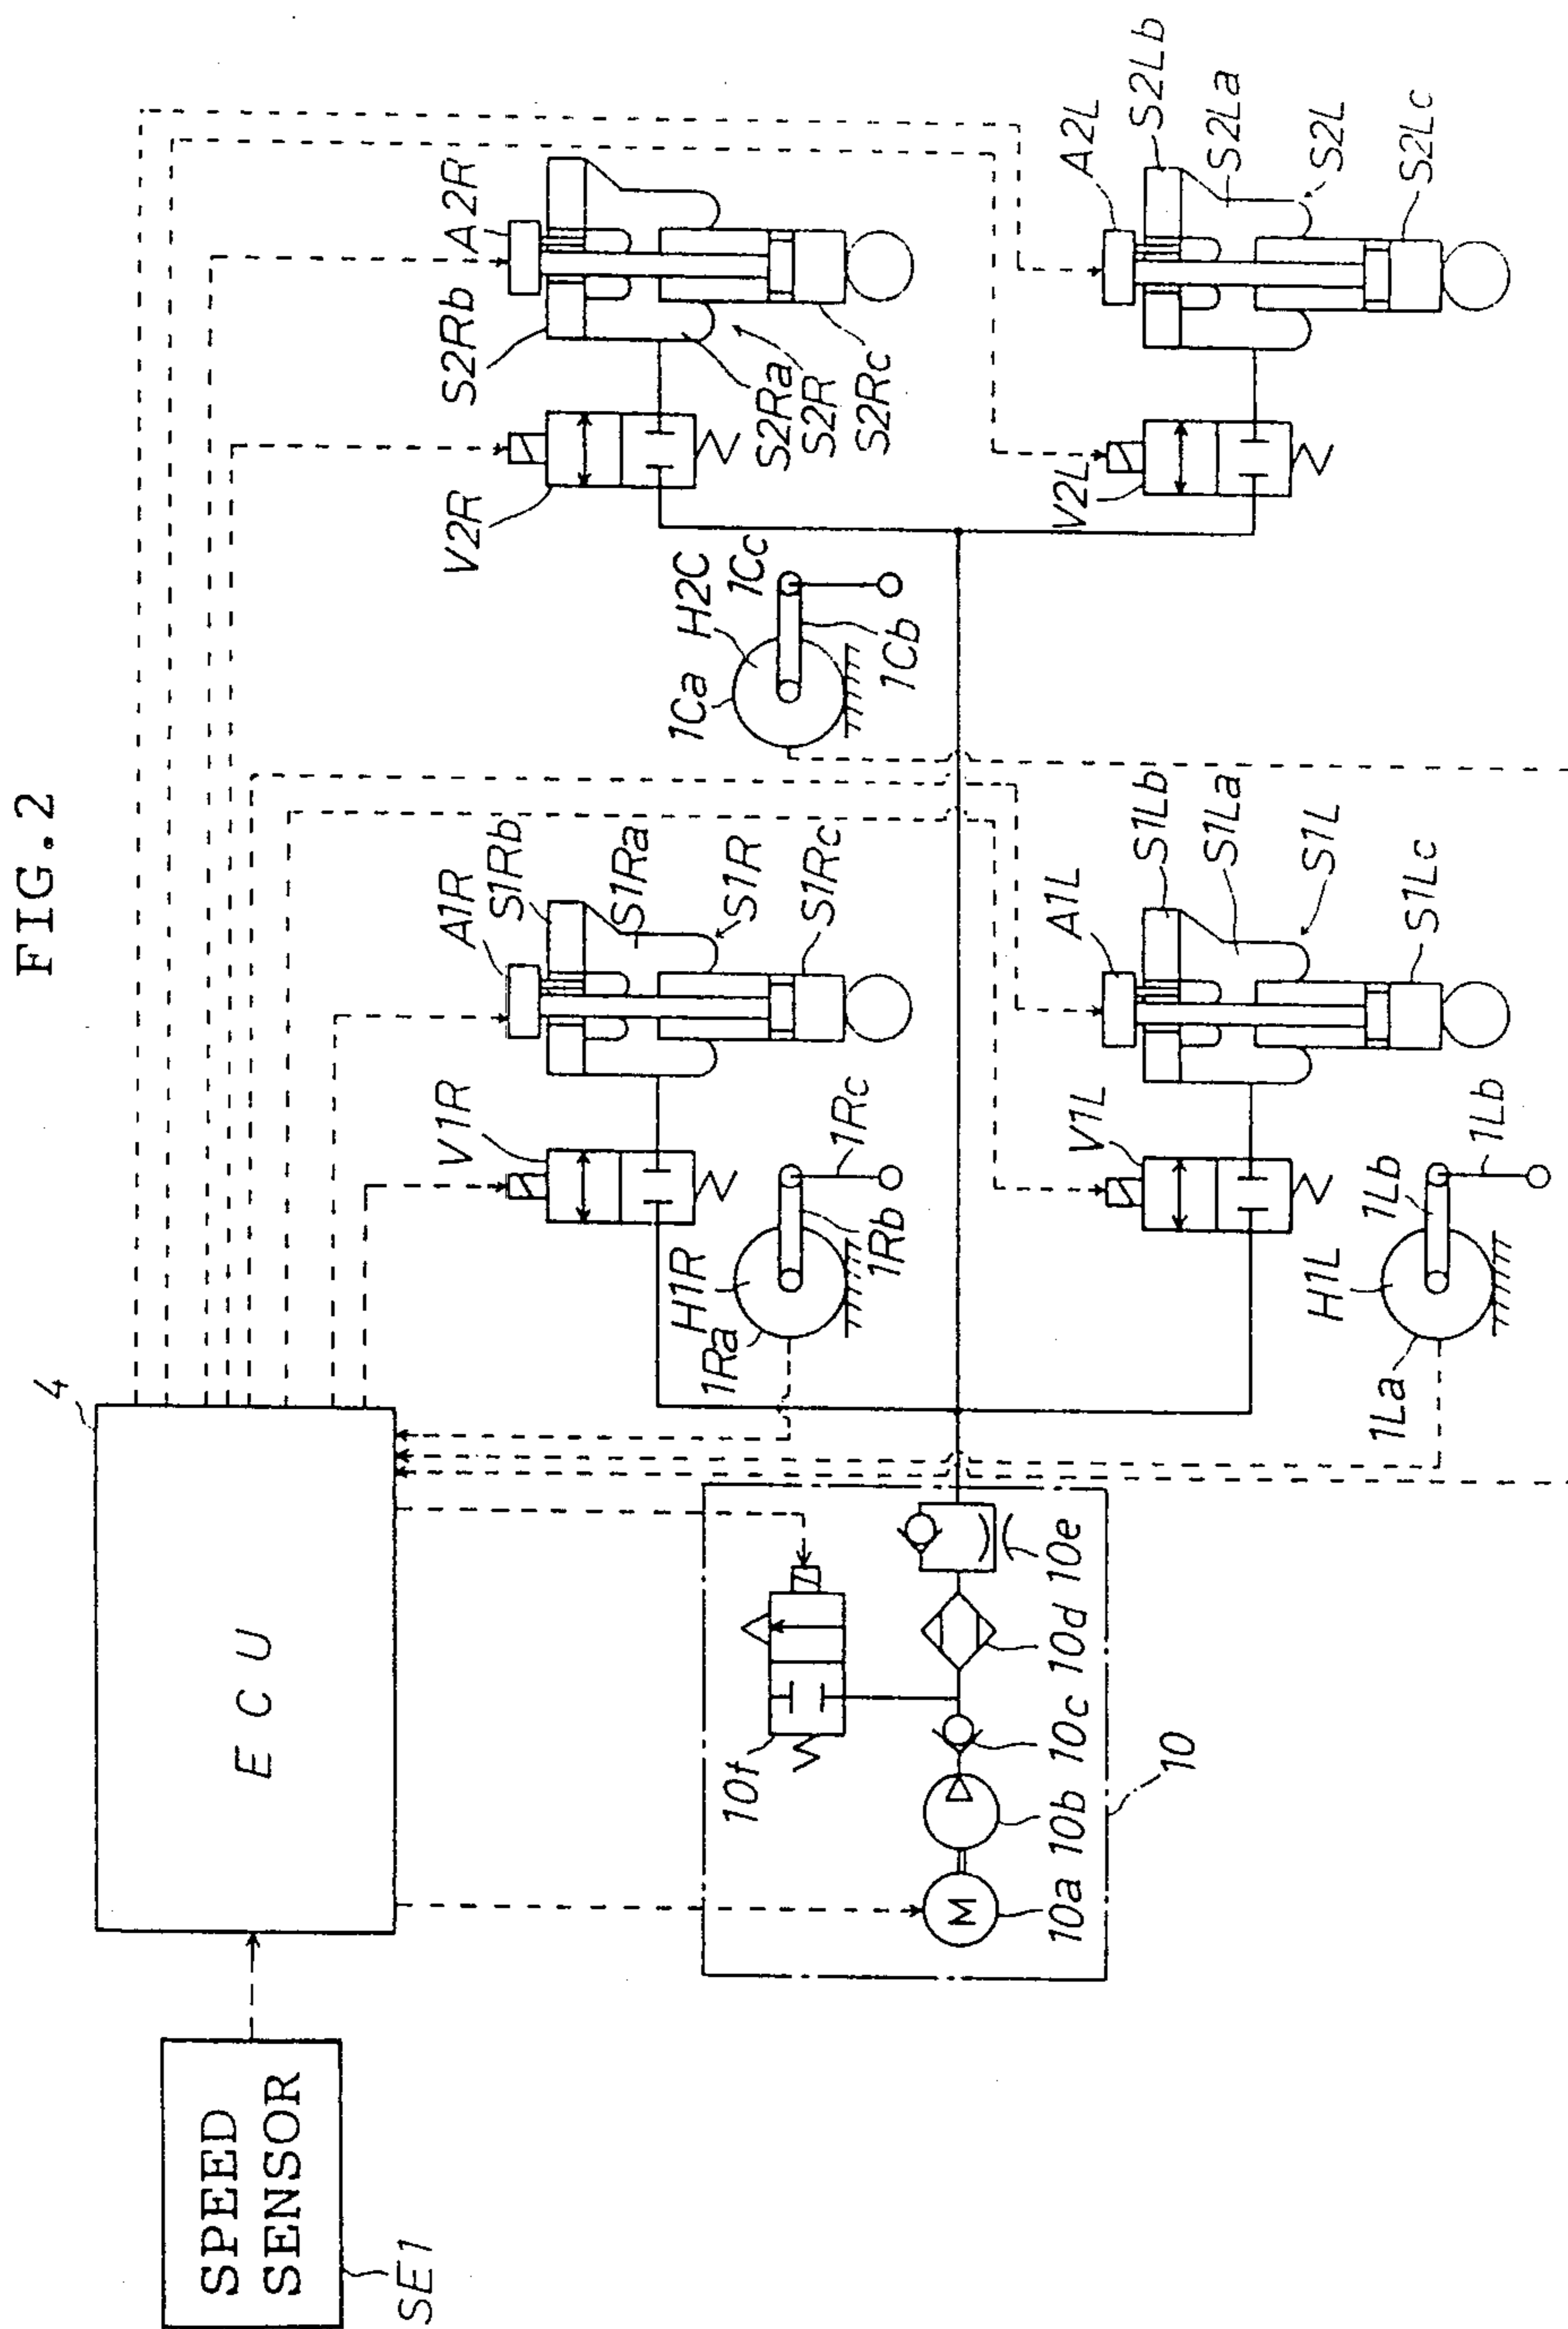 FIG.2
SPEED
SENSOR
SE1
4
E C U
10f
10a
10b
10c
10d
10e
10
V1R
A1R
S1Rb
S1Ra
S1R
S1Rc
H1R
1Ra
1Rb
1Rc
V2R
S2Rb
A2R
S2Ra
S2R
S2Rc
1Ca
H2C
1Cc
1Cb
V1L
A1L
S1Lb
S1La
S1L
S1Lc
H1L
1La
1Lb
1Lb
V2L
A2L
S2Lb
S2La
S2L
S2Lc
M